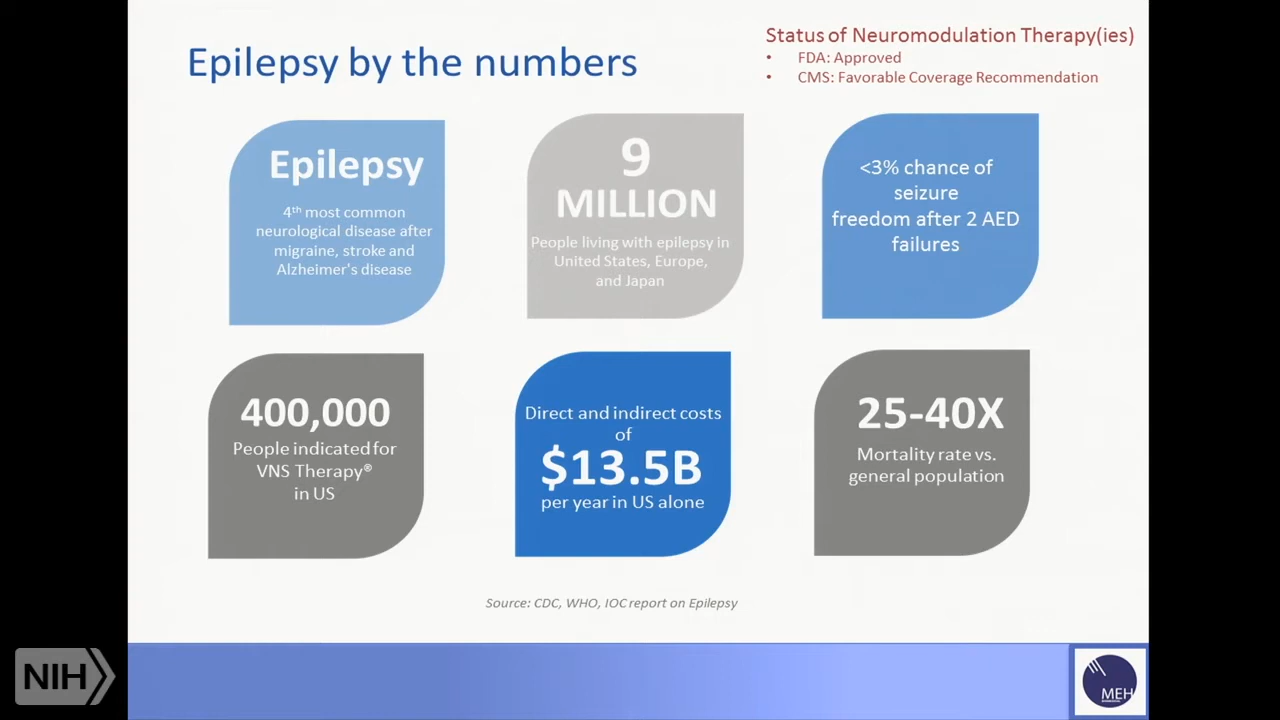 Epilepsy by the numbers
Status of Neuromodulation Therapy(ies)
• FDA: Approved
• CMS: Favorable Coverage Recommendation
Epilepsy
4th most common
neurological disease after
migraine, stroke and
Alzheimer's disease
9
MILLION
People living with epilepsy in
United States, Europe,
and Japan
<3% chance of
seizure
freedom after 2 AED
failures
400,000
People indicated for
VNS Therapy®
in US
Direct and indirect costs
of
$13.5B
per year in US alone
25-40X
Mortality rate vs.
general population
Source: CDC, WHO, IOC report on Epilepsy
NIH
MEH